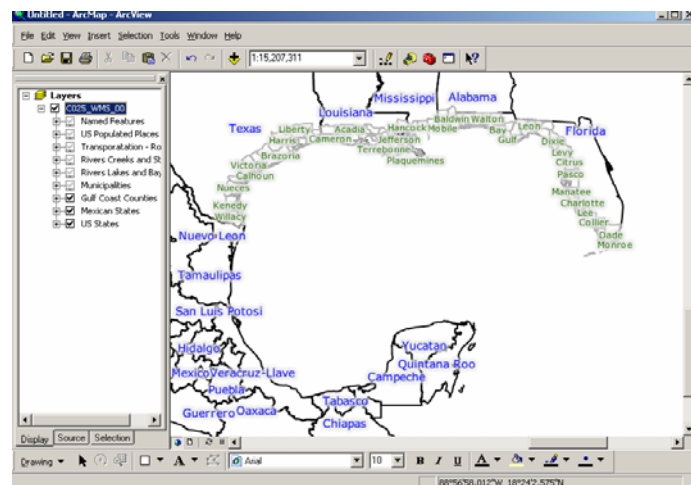 Untitled - ArcMap - ArcView
File Edit View Insert Selection Tools Window Help
1:15,207,311
Layers
C025_WMS_00
Named Features
US Populated Places
Transporatation - Ro
Rivers Creeks and St
Rivers Lakes and Bay
Municipalities
Gulf Coast Counties
Mexican States
US States
Display Source Selection
Mississippi Alabama
Louisiana
Texas Liberty Acadia Hancock Mobile Baldwin Walton Leon Florida
Harris Cameron Jefferson Bay Gulf Dixie
Brazoria Terrebonne Levy
Victoria Plaquemines Citrus
Calhoun Pasco
Nueces Manatee
Kenedy Charlotte
Willacy Lee
Collier
Nuevo Leon Dade
Monroe
Tamaulipas
San Luis Potosi
Hidalgo Yucatan
Mexico Veracruz-Llave Quintana Roo
Puebla Campeche
Guerrero Oaxaca Tabasco
Chiapas
Drawing A Arial 10 B I U A
88°56'58.012"W 18°24'2.575"N